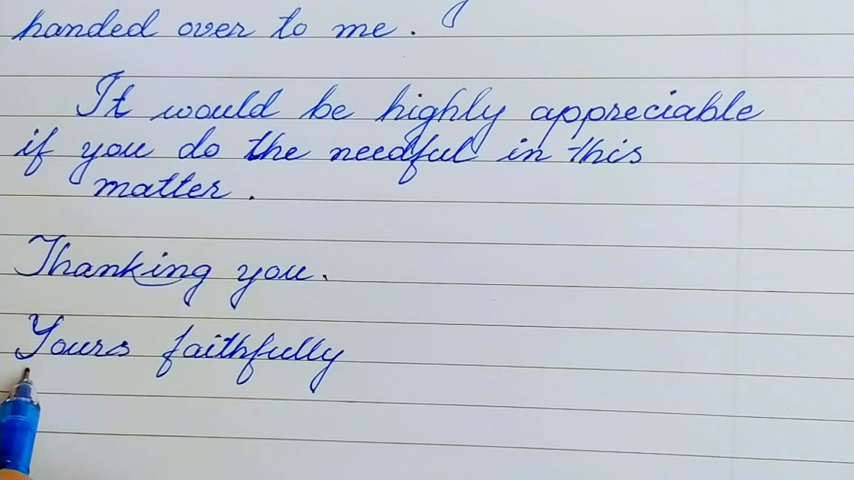 handed over to me.
It would be highly appreciable
if you do the needful in this
matter.
Thanking you.
Yours faithfully